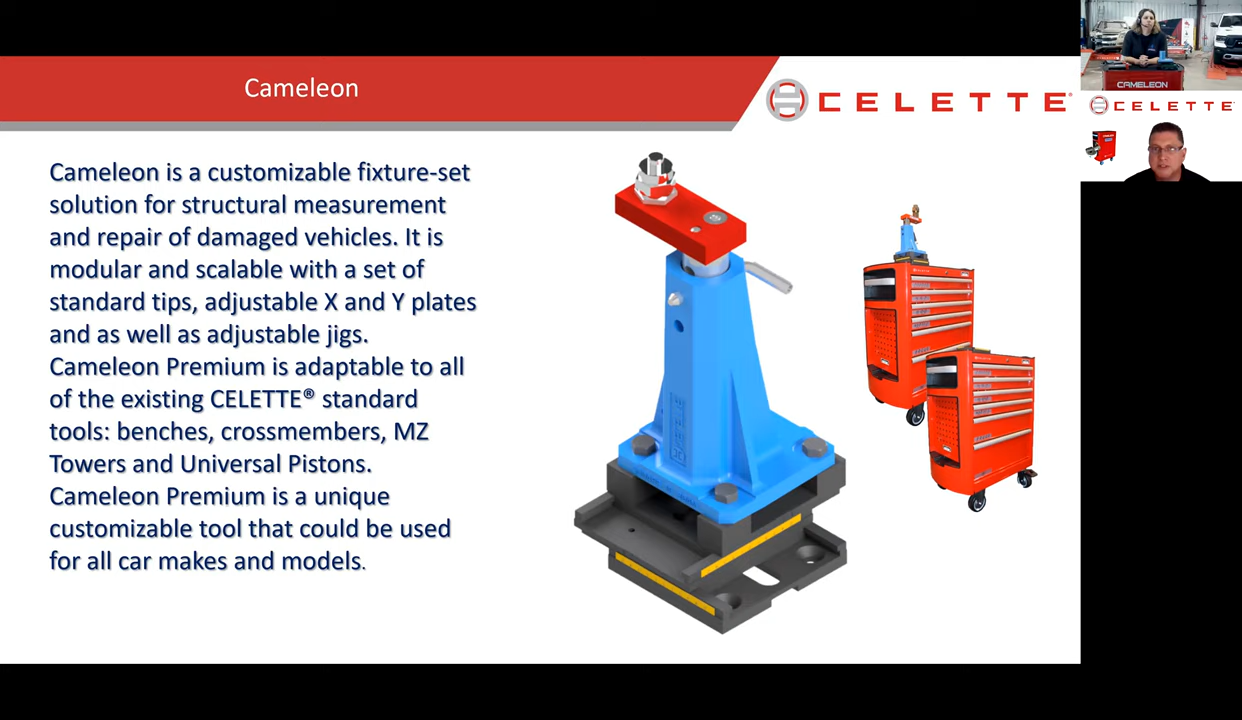 Cameleon
CELETTE®
Cameleon is a customizable fixture-set
solution for structural measurement
and repair of damaged vehicles. It is
modular and scalable with a set of
standard tips, adjustable X and Y plates
and as well as adjustable jigs.
Cameleon Premium is adaptable to all
of the existing CELETTE® standard
tools: benches, crossmembers, MZ
Towers and Universal Pistons.
Cameleon Premium is a unique
customizable tool that could be used
for all car makes and models.
CAMELEON
CELETTE